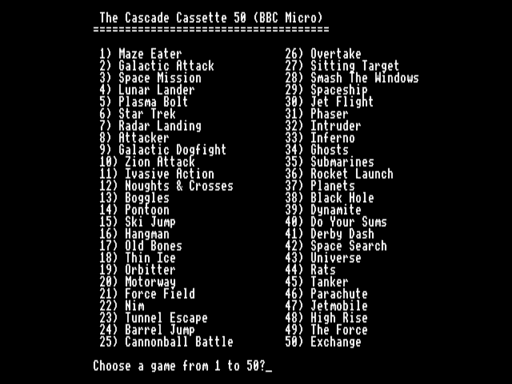 The Cascade Cassette 50 (BBC Micro)
=====================================
1) Maze Eater
2) Galactic Attack
3) Space Mission
4) Lunar Lander
5) Plasma Bolt
6) Star Trek
7) Radar Landing
8) Attacker
9) Galactic Dogfight
10) Zion Attack
11) Ivasive Action
12) Noughts & Crosses
13) Boggles
14) Pontoon
15) Ski Jump
16) Hangman
17) Old Bones
18) Thin Ice
19) Orbitter
20) Motorway
21) Force Field
22) Nim
23) Tunnel Escape
24) Barrel Jump
25) Cannonball Battle
26) Overtake
27) Sitting Target
28) Smash The Windows
29) Spaceship
30) Jet Flight
31) Phaser
32) Intruder
33) Inferno
34) Ghosts
35) Submarines
36) Rocket Launch
37) Planets
38) Black Hole
39) Dynamite
40) Do Your Sums
41) Derby Dash
42) Space Search
43) Universe
44) Rats
45) Tanker
46) Parachute
47) Jetmobile
48) High Rise
49) The Force
50) Exchange
Choose a game from 1 to 50?_